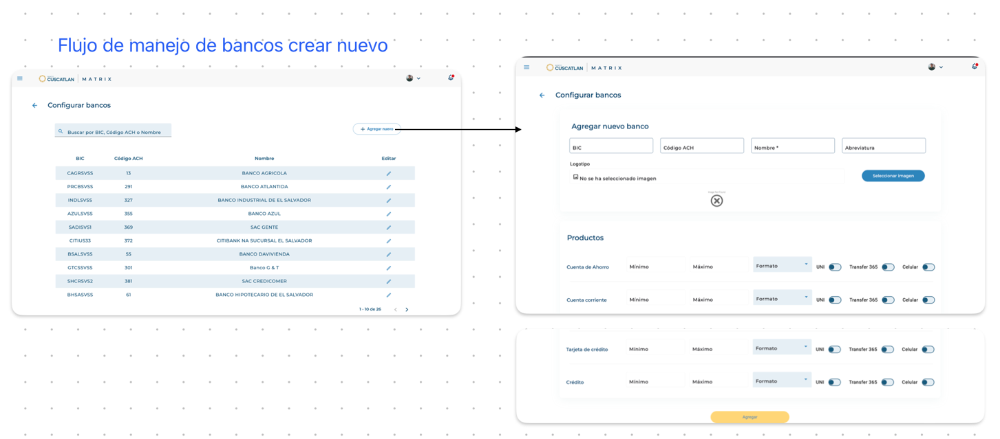 Flujo de manejo de bancos crear nuevo
BANCO CUSCATLAN MATRIX
Configurar bancos
Buscar por BIC, Código ACH o Nombre
+ Agregar nuevo
BIC Código ACH Nombre Editar
CAGRSVSS 13 BANCO AGRICOLA
PRCBSVSS 291 BANCO ATLANTIDA
INDLSVSS 327 BANCO INDUSTRIAL DE EL SALVADOR
AZULSVSS 355 BANCO AZUL
SADISVS1 369 SAC GENTE
CITIUS33 372 CITIBANK NA SUCURSAL EL SALVADOR
BSALSVSS 55 BANCO DAVIVIENDA
GTCSSVSS 301 Banco G & T
SHCRSVS2 381 SAC CREDICOMER
BHSASVSS 61 BANCO HIPOTECARIO DE EL SALVADOR
1 - 10 de 26
BANCO CUSCATLAN MATRIX
Configurar bancos
Agregar nuevo banco
BIC Código ACH Nombre * Abreviatura
Logotipo
No se ha seleccionado imagen
Seleccionar imagen
Productos
Cuenta de Ahorro Mínimo Máximo Formato UNI Transfer 365 Celular
Cuenta corriente Mínimo Máximo Formato UNI Transfer 365 Celular
Tarjeta de crédito Mínimo Máximo Formato UNI Transfer 365 Celular
Crédito Mínimo Máximo Formato UNI Transfer 365 Celular
Agregar